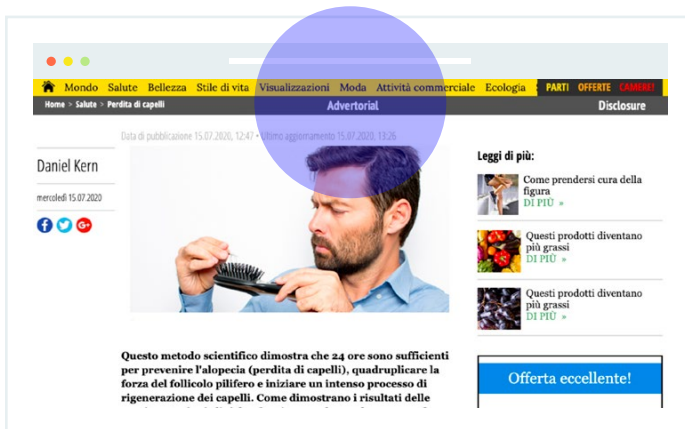 Mondo Salute Bellezza Stile di vita Visualizzazioni Moda Attività commerciale Ecologia PARTI OFFERTE CAMERE!
Home > Salute > Perdita di capelli Advertorial Disclosure
Data di pubblicazione 15.07.2020, 12:47 • Ultimo aggiornamento 15.07.2020, 13:26
Daniel Kern
mercoledì 15.07.2020
Leggi di più:
Come prendersi cura della
figura
DI PIÙ »
Questi prodotti diventano
più grassi
DI PIÙ »
Questi prodotti diventano
più grassi
DI PIÙ »
Questo metodo scientifico dimostra che 24 ore sono sufficienti
per prevenire l'alopecia (perdita di capelli), quadruplicare la
forza del follicolo pilifero e iniziare un intenso processo di
rigenerazione dei capelli. Come dimostrano i risultati delle
Offerta eccellente!